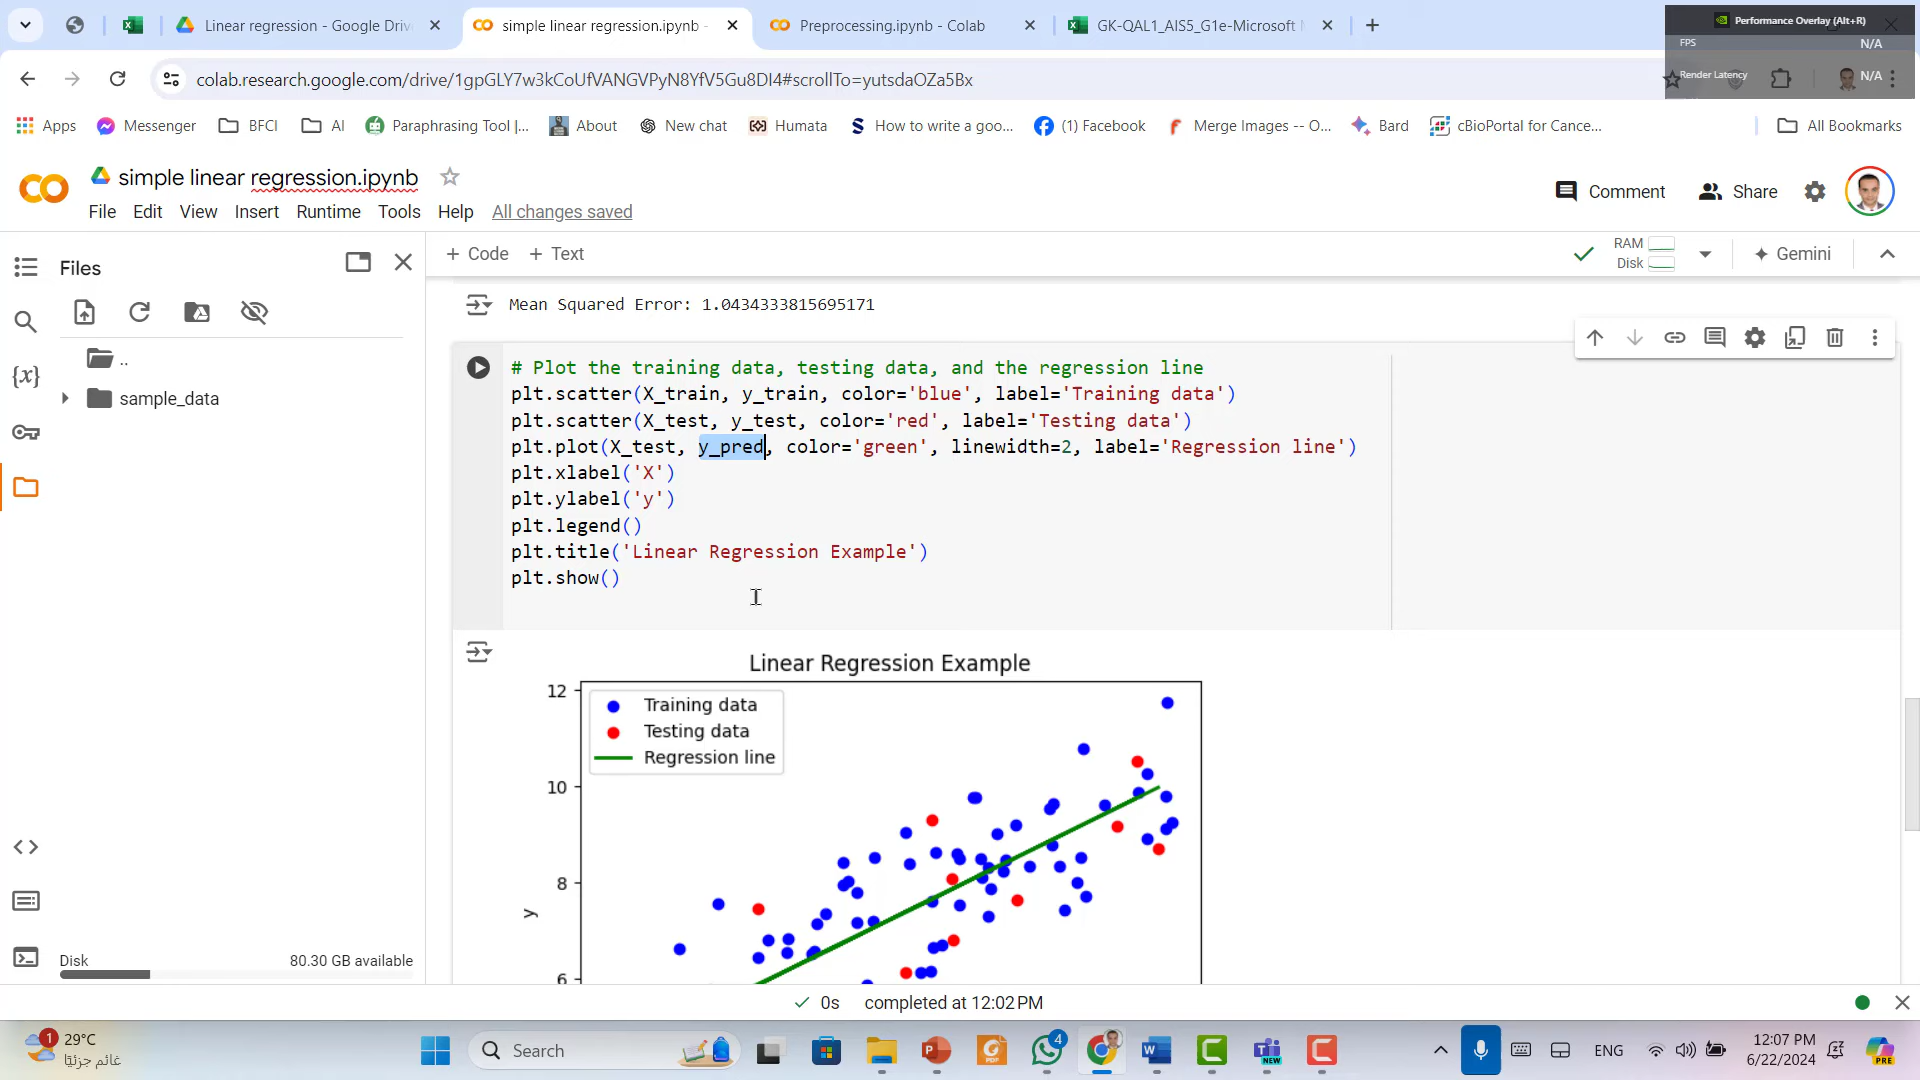 Linear regression - Google Driv
simple linear regression.ipynb -
Preprocessing.ipynb - Colab
GK-QAL1_AIS5_G1e-Microsoft
Performance Overlay (Alt+R)
FPS
N/A
Render Latency
N/A
colab.research.google.com/drive/1gpGLY7w3kCoUfVANGVPyN8YfV5Gu8DI4#scrollTo=yutsdaOZa5Bx
Apps
Messenger
BFCI
AI
Paraphrasing Tool |...
About
New chat
Humata
How to write a goo...
(1) Facebook
Merge Images -- O...
Bard
cBioPortal for Cance...
All Bookmarks
simple linear regression.ipynb
File Edit View Insert Runtime Tools Help All changes saved
Comment
Share
Files
+ Code + Text
RAM
Disk
Gemini
..
sample_data
Disk
80.30 GB available
Mean Squared Error: 1.0434333815695171
# Plot the training data, testing data, and the regression line
plt.scatter(X_train, y_train, color='blue', label='Training data')
plt.scatter(X_test, y_test, color='red', label='Testing data')
plt.plot(X_test, y_pred, color='green', linewidth=2, label='Regression line')
plt.xlabel('X')
plt.ylabel('y')
plt.legend()
plt.title('Linear Regression Example')
plt.show()
Linear Regression Example
Training data
Testing data
Regression line
12
10
8
6
y
0s completed at 12:02 PM
1
29°C
غائم جزئيًا
Search
4
NEW
ENG
12:07 PM
6/22/2024
PRE